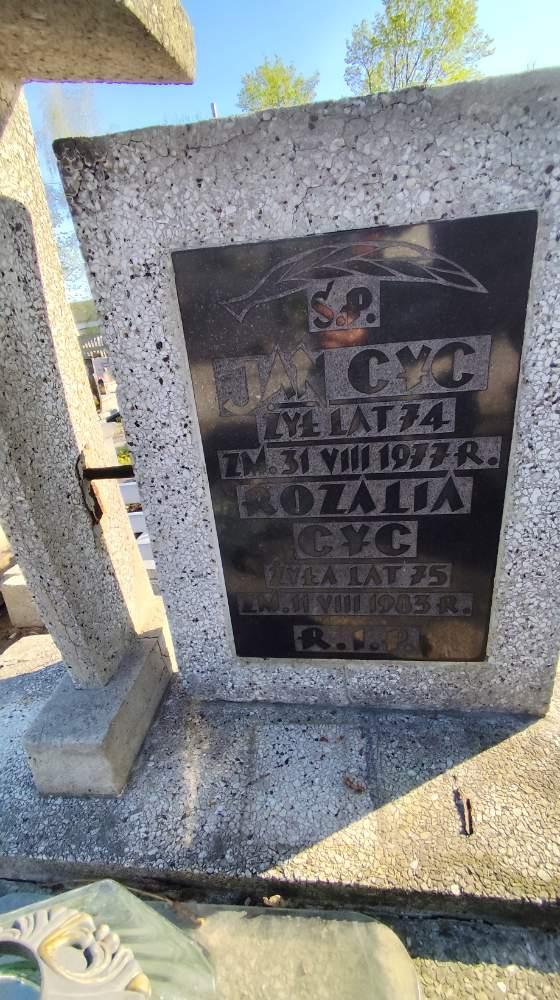 Ś.P.
JAN CYC
ŻYŁ LAT 74
ZM. 31 VIII 1977 R.
ROZALIA
CYC
ŻYŁA LAT 75
ZM. 11 VIII 1983 R.
R.I.P.